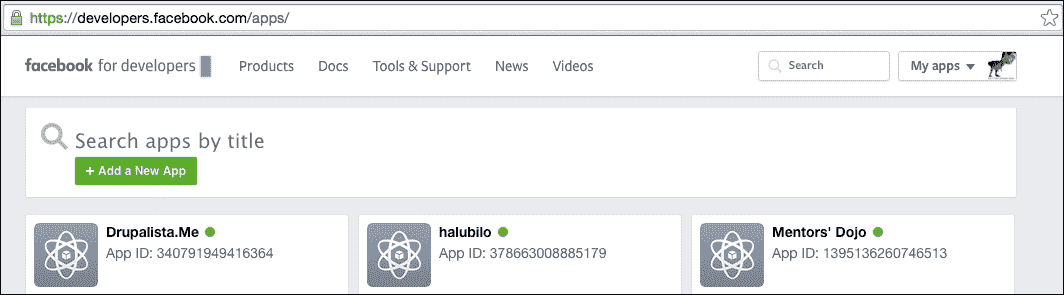 https://developers.facebook.com/apps/
facebook for developers Products Docs Tools & Support News Videos Search My apps
Search apps by title
+ Add a New App
Drupalista.Me halubilo Mentors' Dojo
App ID: 340791949416364 App ID: 378663008885179 App ID: 1395136260746513